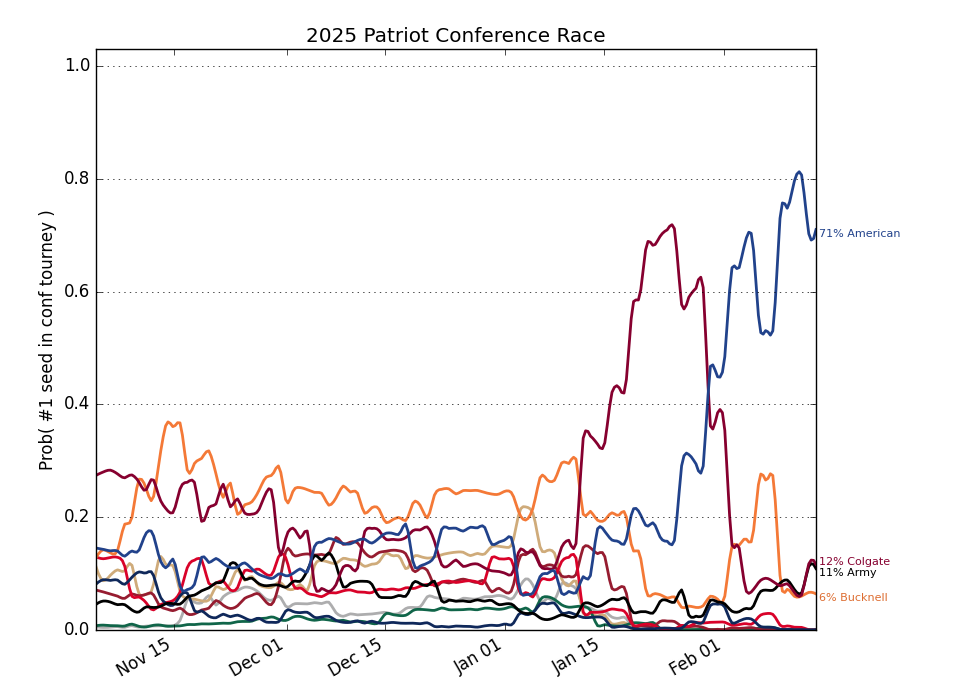 2025 Patriot Conference Race
Prob( #1 seed in conf tourney )
1.0
0.8
0.6
0.4
0.2
0.0
Nov 15
Dec 01
Dec 15
Jan 01
Jan 15
Feb 01
71% American
12% Colgate
11% Army
6% Bucknell